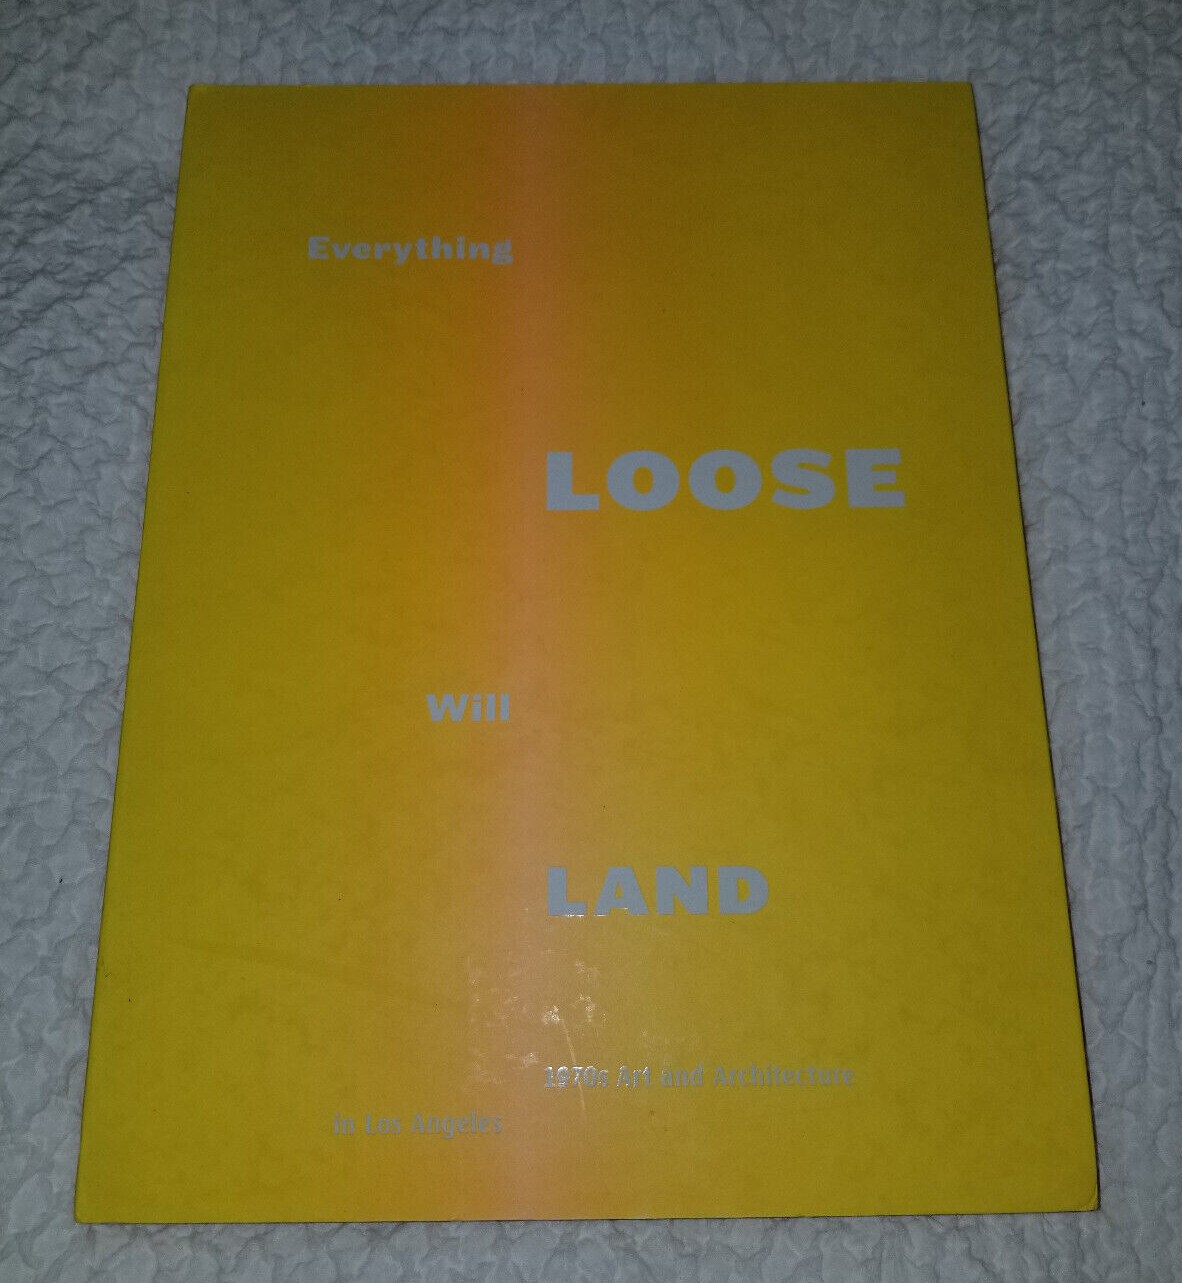 Everything
LOOSE
Will
LAND
1970s Art and Architecture
in Los Angeles